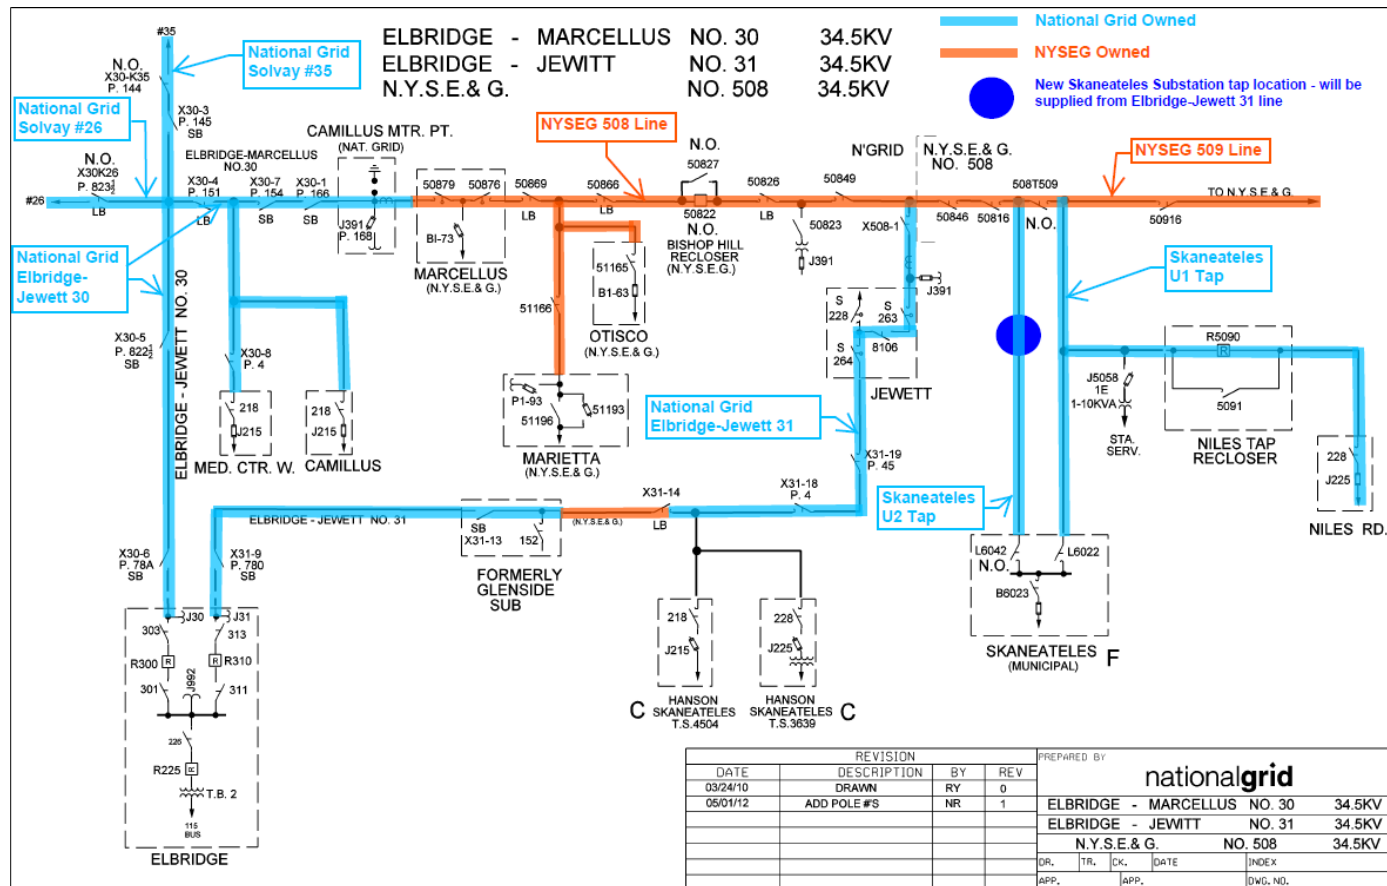 #35
National Grid
Solvay #35
ELBRIDGE - MARCELLUS NO. 30 34.5KV
ELBRIDGE - JEWITT NO. 31 34.5KV
N.Y.S.E.& G. NO. 508 34.5KV
National Grid Owned
NYSEG Owned
New Skaneateles Substation tap location - will be
supplied from Elbridge-Jewett 31 line
N.O.
X30-K35
P. 144
X30-3
P. 145
SB
National Grid
Solvay #26
N.O.
X30K26
P. 823½
LB
#26
X30-4
P. 151
LB
ELBRIDGE-MARCELLUS
NO.30
X30-7
P. 154
SB
X30-1
P. 166
SB
CAMILLUS MTR. PT.
(NAT. GRID)
J391
P. 168
50879
50876
BI-73
MARCELLUS
(N.Y.S.E.& G.)
50869
LB
NYSEG 508 Line
50866
LB
N.O.
50827
50822
N.O.
BISHOP HILL
RECLOSER
(N.Y.S.E.G.)
50826
LB
50823
J391
50849
N'GRID
N.Y.S.E.& G.
NO. 508
X508-1
50846
50816
508T509
N.O.
NYSEG 509 Line
TO N.Y.S.E.& G.
50916
National Grid
Elbridge-
Jewett 30
ELBRIDGE - JEWETT NO. 30
X30-5
P. 822½
SB
X30-8
P. 4
218
J215
MED. CTR. W.
218
J215
CAMILLUS
51166
51165
B1-63
OTISCO
(N.Y.S.E.& G.)
P1-93
51196
51193
MARIETTA
(N.Y.S.E.& G.)
J391
S
228
S
263
8106
S
264
JEWETT
National Grid
Elbridge-Jewett 31
X31-19
P. 45
Skaneateles
U1 Tap
R5090
R
5091
NILES TAP
RECLOSER
J5058
1E
1-10KVA
STA.
SERV.
228
J225
NILES RD.
Skaneateles
U2 Tap
L6042
N.O.
L6022
B6023
SKANEATELES
(MUNICIPAL)
F
X31-14
LB
X31-18
P. 4
(N.Y.S.E.& G.)
ELBRIDGE - JEWETT NO. 31
SB
X31-13
152
FORMERLY
GLENSIDE
SUB
X30-6
P. 78A
SB
X31-9
P. 780
SB
J30
J31
303
313
R300
R
R
R310
301
J992
311
226
R225
R
T.B. 2
115
BUS
ELBRIDGE
218
J215
C
HANSON
SKANEATELES
T.S.4504
228
J225
HANSON
SKANEATELES
T.S.3639
C
REVISION
DATE DESCRIPTION BY REV
03/24/10 DRAWN RY 0
05/01/12 ADD POLE #'S NR 1
PREPARED BY
nationalgrid
ELBRIDGE - MARCELLUS NO. 30 34.5KV
ELBRIDGE - JEWITT NO. 31 34.5KV
N.Y.S.E.& G. NO. 508 34.5KV
DR. TR. CK. DATE INDEX
APP. APP. DWG. NO.